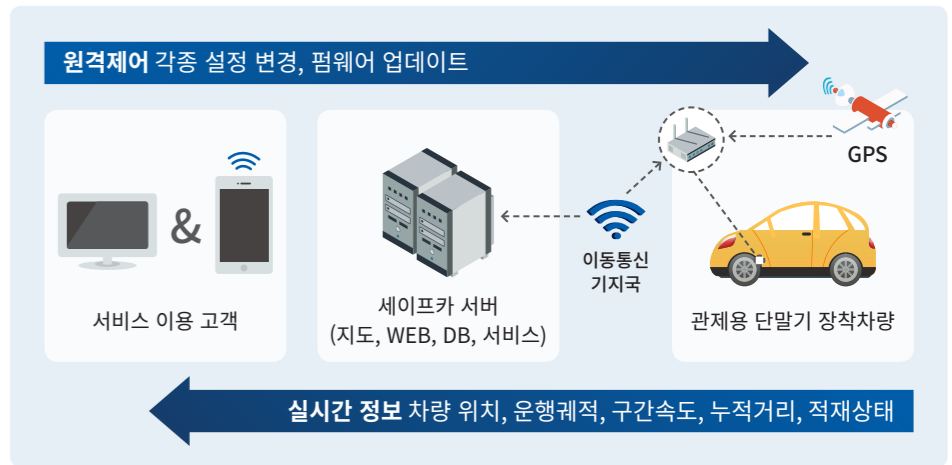 원격제어 각종 설정 변경, 펌웨어 업데이트
GPS
&
이동통신
기지국
서비스 이용 고객
세이프카 서버
(지도, WEB, DB, 서비스)
관제용 단말기 장착차량
실시간 정보 차량 위치, 운행궤적, 구간속도, 누적거리, 적재상태